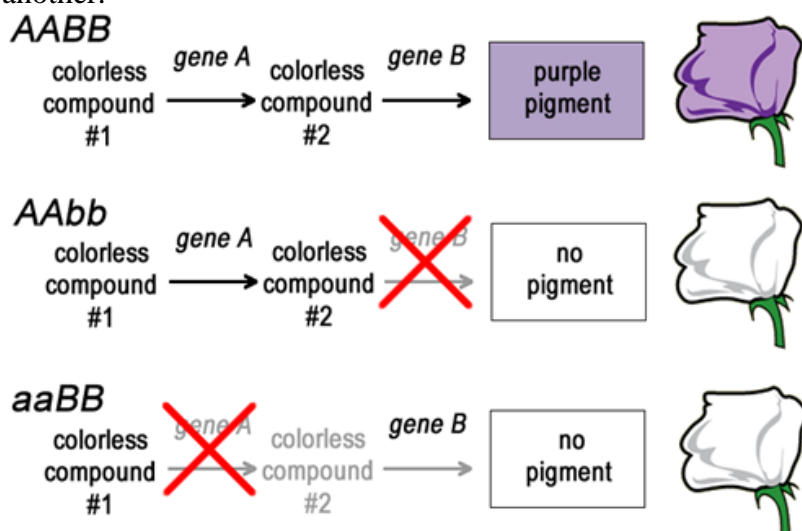 another.
AABB
colorless compound #1
gene A
colorless compound #2
gene B
purple pigment
AAbb
colorless compound #1
gene A
colorless compound #2
gene B
no pigment
aaBB
colorless compound #1
gene A
colorless compound #2
gene B
no pigment